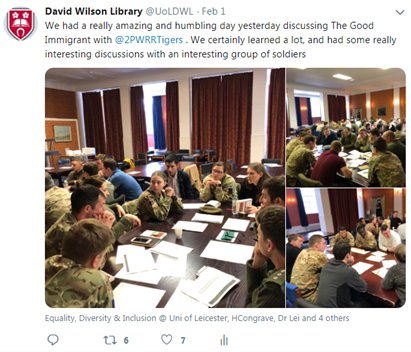 David Wilson Library @UoLDWL - Feb 1
We had a really amazing and humbling day yesterday discussing The Good
Immigrant with @2PWRRTigers . We certainly learned a lot, and had some really
interesting discussions with an interesting group of soldiers
Equality, Diversity & Inclusion @ Uni of Leicester, HCongrave, Dr Lei and 4 others
6
7